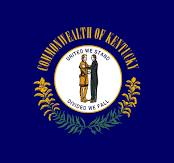 COMMONWEALTH OF KENTUCKY
UNITED WE STAND
DIVIDED WE FALL